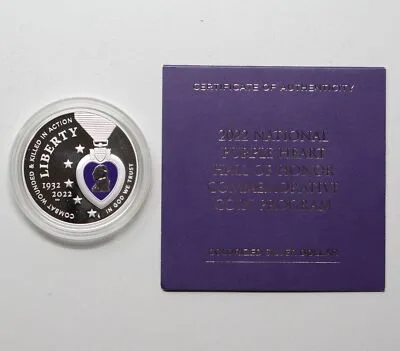 COMBAT WOUNDED & KILLED IN ACTION
LIBERTY
1932
2022
IN GOD WE TRUST
CERTIFICATE OF AUTHENTICITY
2022 NATIONAL
PURPLE HEART
HALL OF HONOR
COMMEMORATIVE
COIN PROGRAM
COLORIZED SILVER DOLLAR